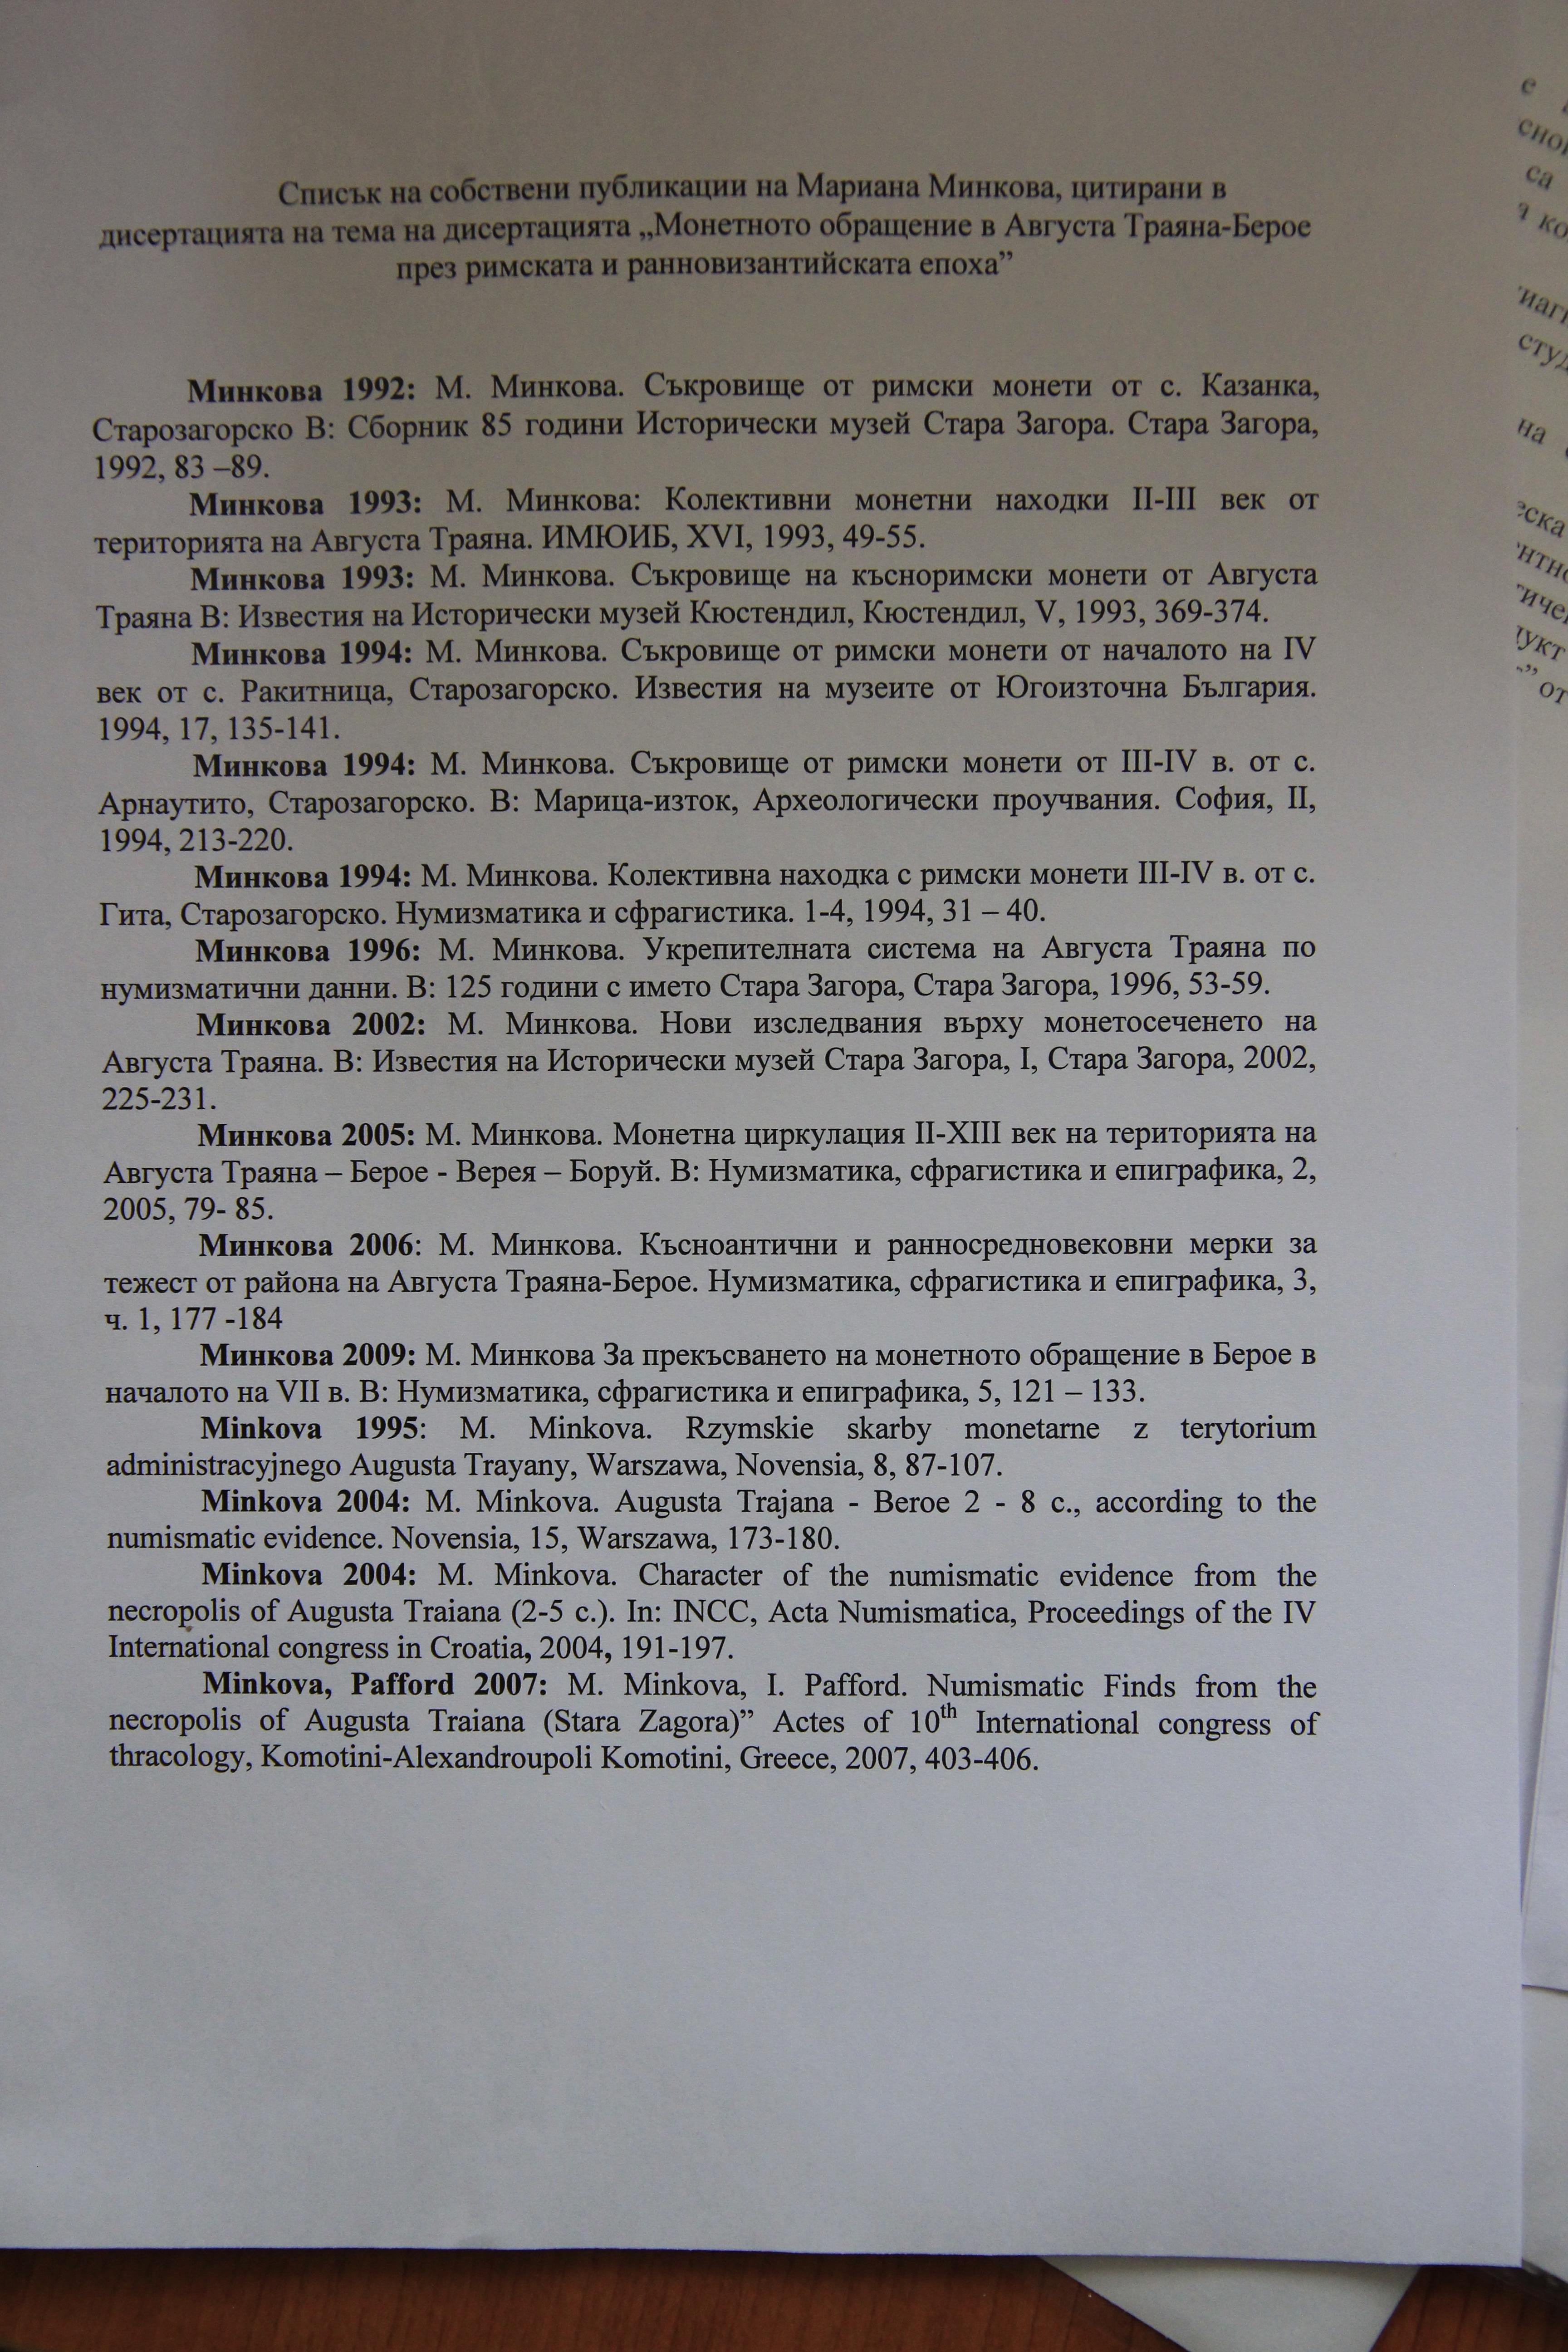 Списък на собствени публикации на Мариана Минкова, цитирани в
дисертацията на тема на дисертацията „Монетното обращение в Августа Траяна-Берое
през римската и ранновизантийската епоха”
Минкова 1992: М. Минкова. Съкровище от римски монети от с. Казанка,
Старозагорско В: Сборник 85 години Исторически музей Стара Загора. Стара Загора,
1992, 83 –89.
Минкова 1993: М. Минкова: Колективни монетни находки II-III век от
територията на Августа Траяна. ИМЮИБ, XVI, 1993, 49-55.
Минкова 1993: М. Минкова. Съкровище на късноримски монети от Августа
Траяна В: Известия на Исторически музей Кюстендил, Кюстендил, V, 1993, 369-374.
Минкова 1994: М. Минкова. Съкровище от римски монети от началото на IV
век от с. Ракитница, Старозагорско. Известия на музеите от Югоизточна България.
1994, 17, 135-141.
Минкова 1994: М. Минкова. Съкровище от римски монети от III-IV в. от с.
Арнаутито, Старозагорско. В: Марица-изток, Археологически проучвания. София, II,
1994, 213-220.
Минкова 1994: М. Минкова. Колективна находка с римски монети III-IV в. от с.
Гита, Старозагорско. Нумизматика и сфрагистика. 1-4, 1994, 31 – 40.
Минкова 1996: М. Минкова. Укрепителната система на Августа Траяна по
нумизматични данни. В: 125 години с името Стара Загора, Стара Загора, 1996, 53-59.
Минкова 2002: М. Минкова. Нови изследвания върху монетосеченето на
Августа Траяна. В: Известия на Исторически музей Стара Загора, I, Стара Загора, 2002,
225-231.
Минкова 2005: М. Минкова. Монетна циркулация II-XIII век на територията на
Августа Траяна – Берое - Верея – Боруй. В: Нумизматика, сфрагистика и епиграфика, 2,
2005, 79- 85.
Минкова 2006: М. Минкова. Късноантични и ранносредновековни мерки за
тежест от района на Августа Траяна-Берое. Нумизматика, сфрагистика и епиграфика, 3,
ч. 1, 177 -184
Минкова 2009: М. Минкова За прекъсването на монетното обращение в Берое в
началото на VII в. В: Нумизматика, сфрагистика и епиграфика, 5, 121 – 133.
Minkova 1995: M. Minkova. Rzymskie skarby monetarne z terytorium
administracyjnego Augusta Trayany, Warszawa, Novensia, 8, 87-107.
Minkova 2004: M. Minkova. Augusta Trajana - Beroe 2 - 8 c., according to the
numismatic evidence. Novensia, 15, Warszawa, 173-180.
Minkova 2004: M. Minkova. Character of the numismatic evidence from the
necropolis of Augusta Traiana (2-5 c.). In: INCC, Acta Numismatica, Proceedings of the IV
International congress in Croatia, 2004, 191-197.
Minkova, Pafford 2007: M. Minkova, I. Pafford. Numismatic Finds from the
necropolis of Augusta Traiana (Stara Zagora)” Actes of 10th International congress of
thracology, Komotini-Alexandroupoli Komotini, Greece, 2007, 403-406.
са
на
от